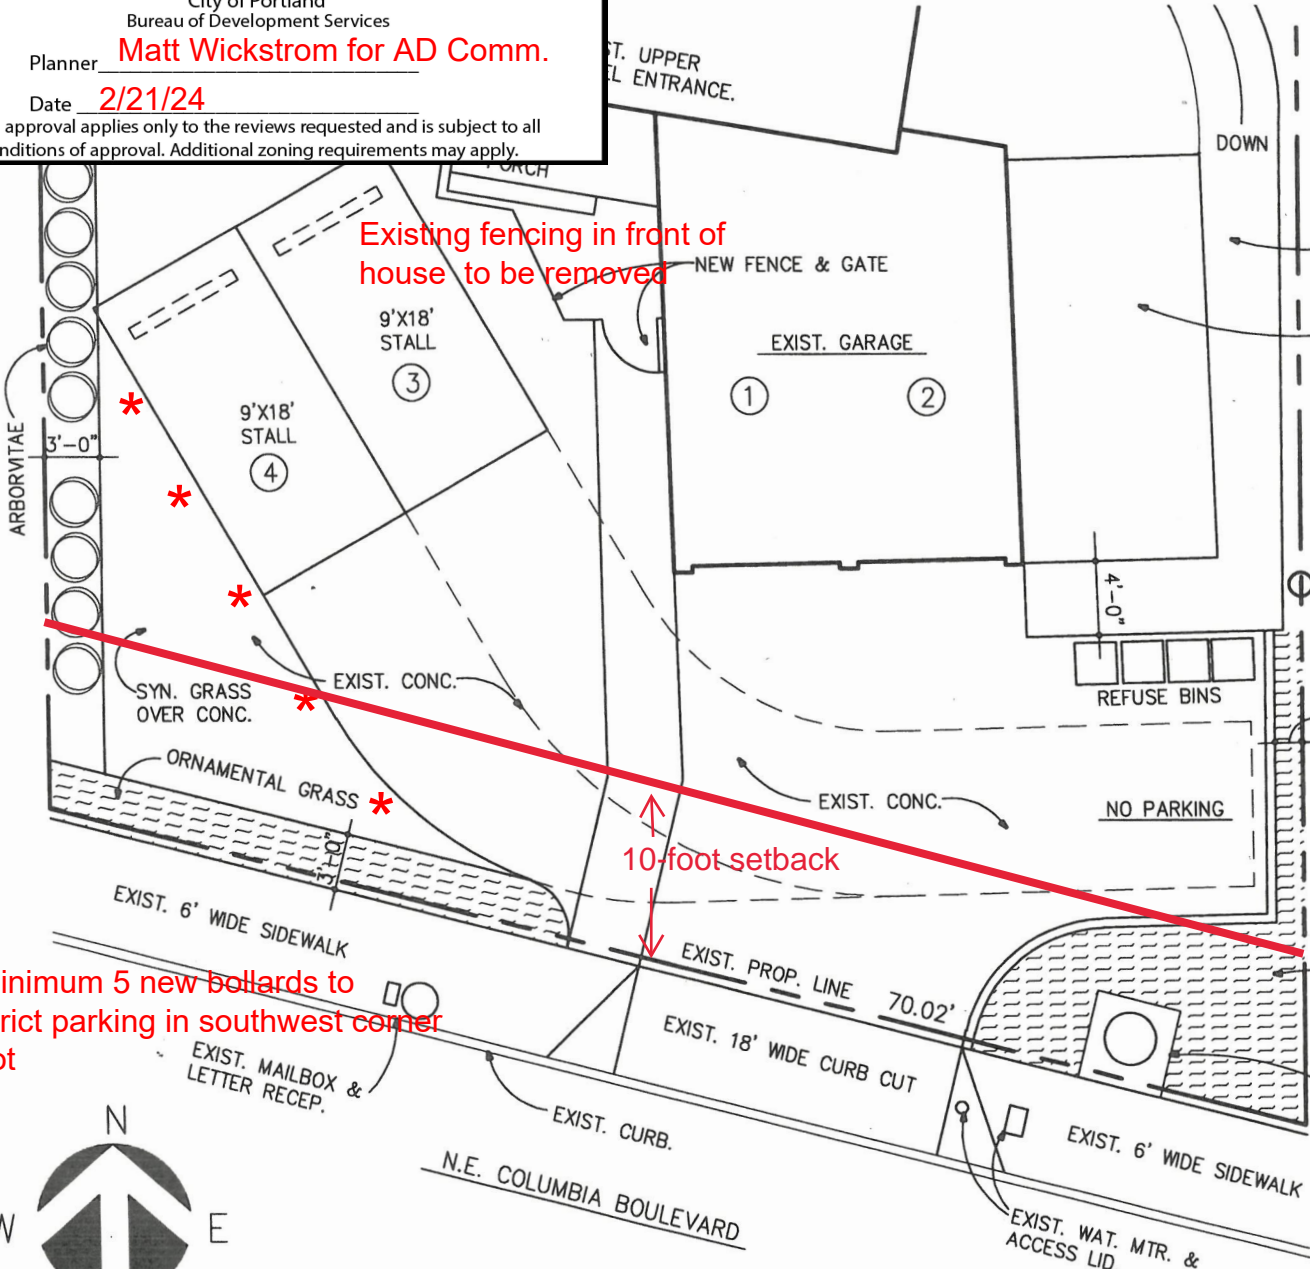 City of Portland
Bureau of Development Services
Planner Matt Wickstrom for AD Comm.
Date 2/21/24
approval applies only to the reviews requested and is subject to all
nditions of approval. Additional zoning requirements may apply.
ST. UPPER
EL ENTRANCE.
PORCH
DOWN
Existing fencing in front of
house to be removed
NEW FENCE & GATE
9'X18'
STALL
3
EXIST. GARAGE
1
2
9'X18'
STALL
4
ARBORVITAE
3'-0"
*
*
*
*
*
4'-0"
REFUSE BINS
SYN. GRASS
OVER CONC.
EXIST. CONC.
ORNAMENTAL GRASS
3'-0"
EXIST. CONC.
NO PARKING
10-foot setback
EXIST. 6' WIDE SIDEWALK
EXIST. PROP. LINE 70.02'
inimum 5 new bollards to
trict parking in southwest corner
ot
EXIST. MAILBOX &
LETTER RECEP.
EXIST. 18' WIDE CURB CUT
EXIST. CURB.
EXIST. 6' WIDE SIDEWALK
N.E. COLUMBIA BOULEVARD
EXIST. WAT. MTR. &
ACCESS LID
N
W
E